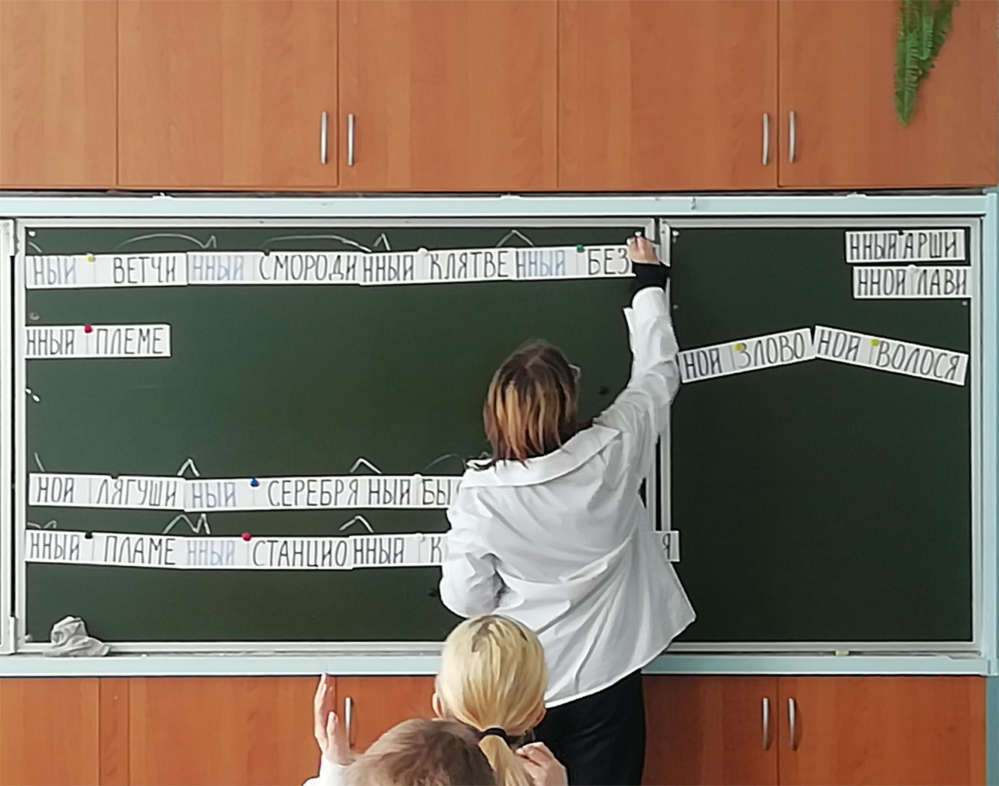 НЫЙ ВЕТЧИ ННЫЙ СМОРОДИ ННЫЙ КЛЯТВЕ ННЫЙ БЕЗ
ННЫЙ ПЛЕМЕ
НОЙ ЛЯГУШИ НЫЙ СЕРЕБРЯ НЫЙ
ННЫЙ ПЛАМЕ ННЫЙ СТАНЦИО ННЫЙ
ННЫЙ АРШИ
ННОЙ ЛАВИ
НОЙ ЗЛОВО НОЙ ВОЛОСЯ